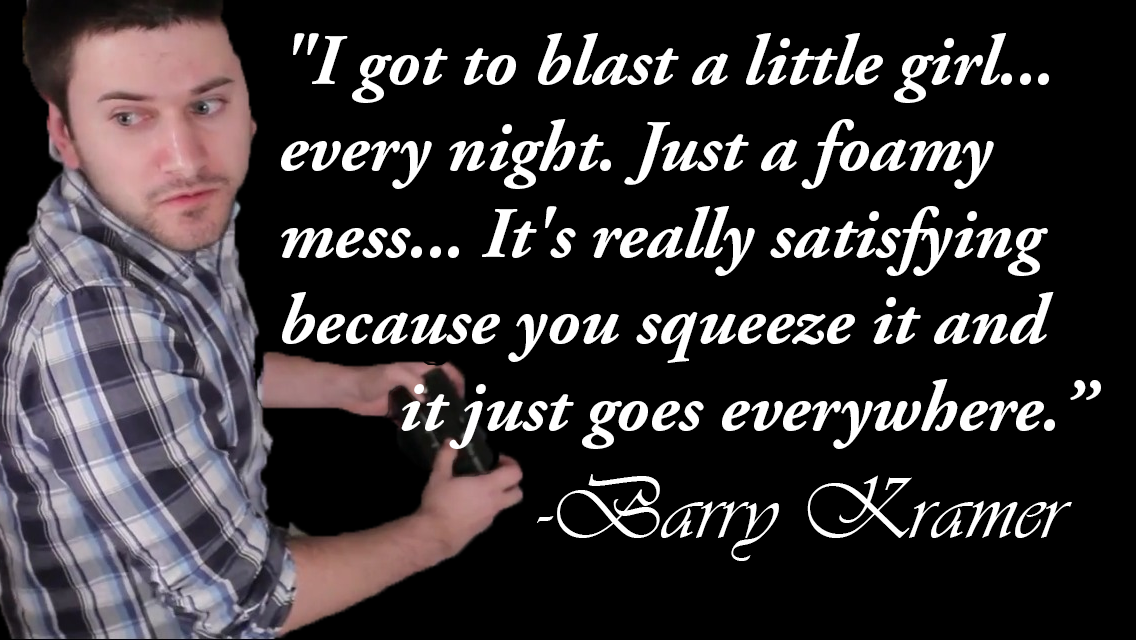 "I got to blast a little girl...
every night. Just a foamy
mess... It's really satisfying
because you squeeze it and
it just goes everywhere.”
-Barry Kramer